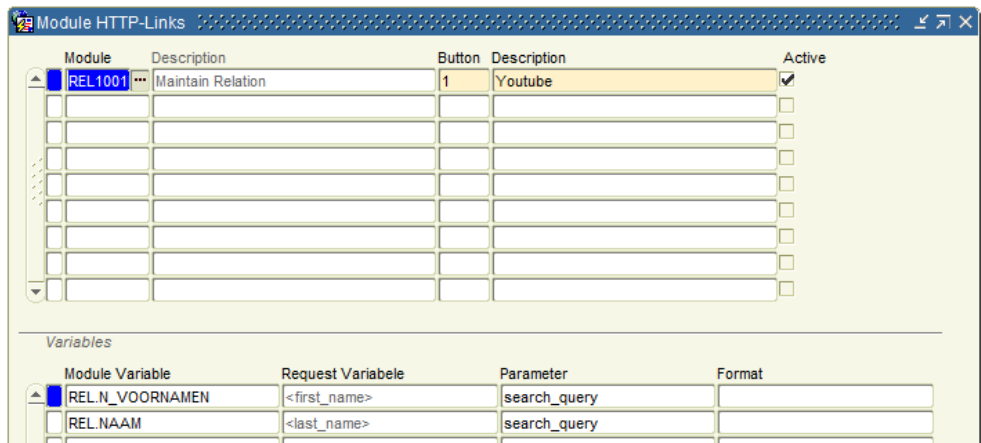 Module HTTP-Links
Module Description Button Description Active
REL1001 ... Maintain Relation 1 Youtube
Variables
Module Variable Request Variabele Parameter Format
REL.N_VOORNAMEN <first_name> search_query
REL.NAAM <last_name> search_query